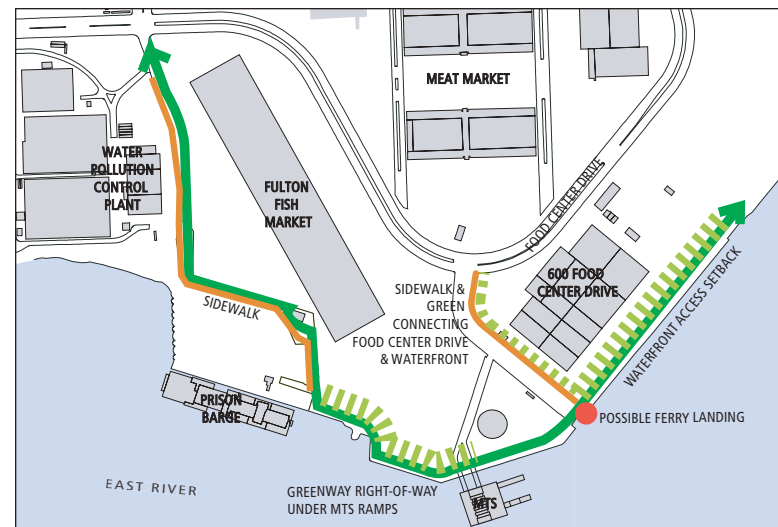 MEAT MARKET
WATER
POLLUTION
CONTROL
PLANT
FULTON
FISH
MARKET
FOOD CENTER DRIVE
600 FOOD
CENTER DRIVE
SIDEWALK &
GREEN
CONNECTING
FOOD CENTER DRIVE
& WATERFRONT
SIDEWALK
WATERFRONT ACCESS SETBACK
PRISON
BARGE
POSSIBLE FERRY LANDING
EAST RIVER
GREENWAY RIGHT-OF-WAY
UNDER MTS RAMPS
MTS